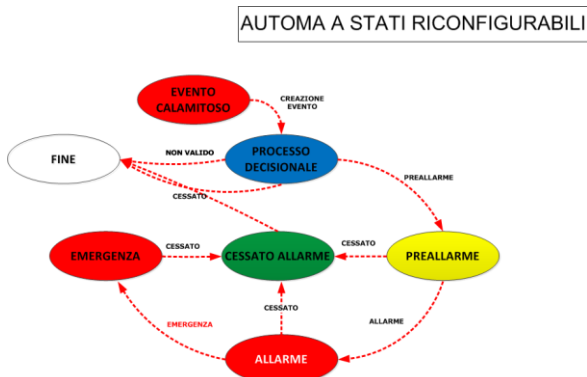 AUTOMA A STATI RICONFIGURABILI
EVENTO
CALAMITOSO
CREAZIONE
EVENTO
FINE
NON VALIDO
PROCESSO
DECISIONALE
PREALLARME
CESSATO
EMERGENZA
CESSATO
CESSATO ALLARME
CESSATO
PREALLARME
CESSATO
EMERGENZA
ALLARME
ALLARME